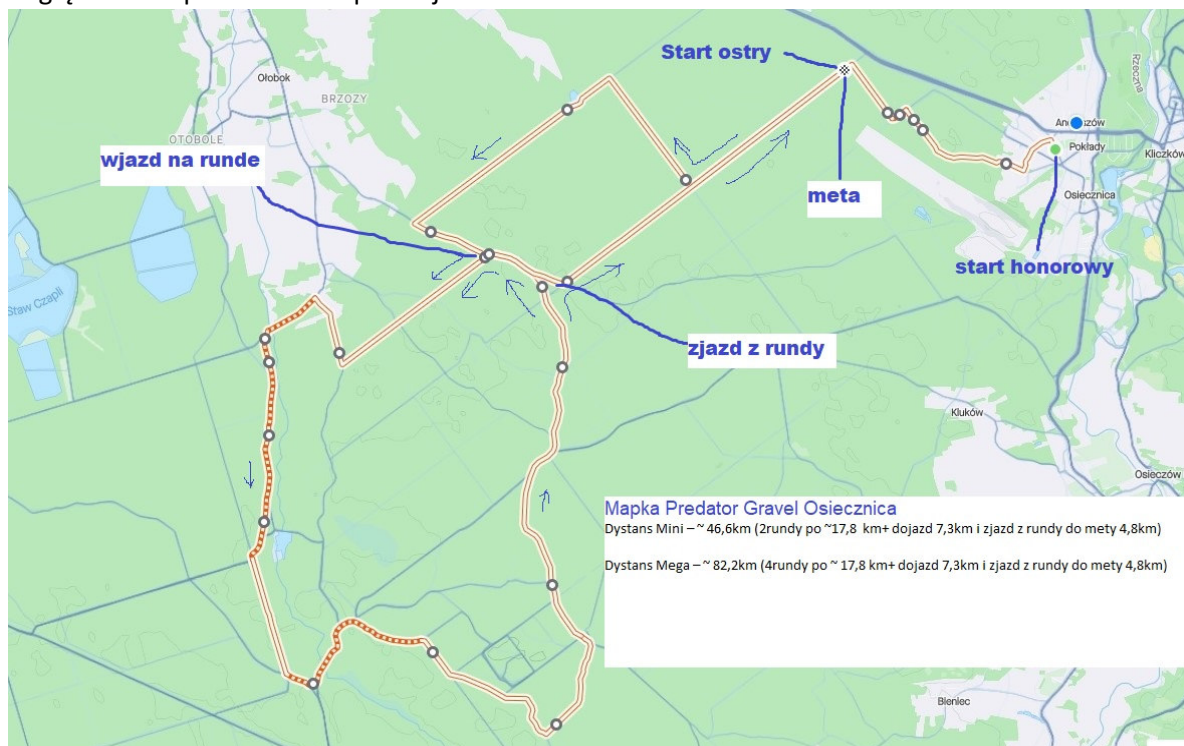 Start ostry
Ołobok
BRZOZY
OTOBOLE
wjazd na runde
Rzeczna
Pokłady
Kliczków
meta
Osiecznica
start honorowy
Staw Czapli
zjazd z rundy
Kluków
Osieczów
Mapka Predator Gravel Osiecznica
Dystans Mini – ~ 46,6km (2rundy po ~17,8 km+ dojazd 7,3km i zjazd z rundy do mety 4,8km)
Dystans Mega – ~ 82,2km (4rundy po ~ 17,8 km+ dojazd 7,3km i zjazd z rundy do mety 4,8km)
Bieniec